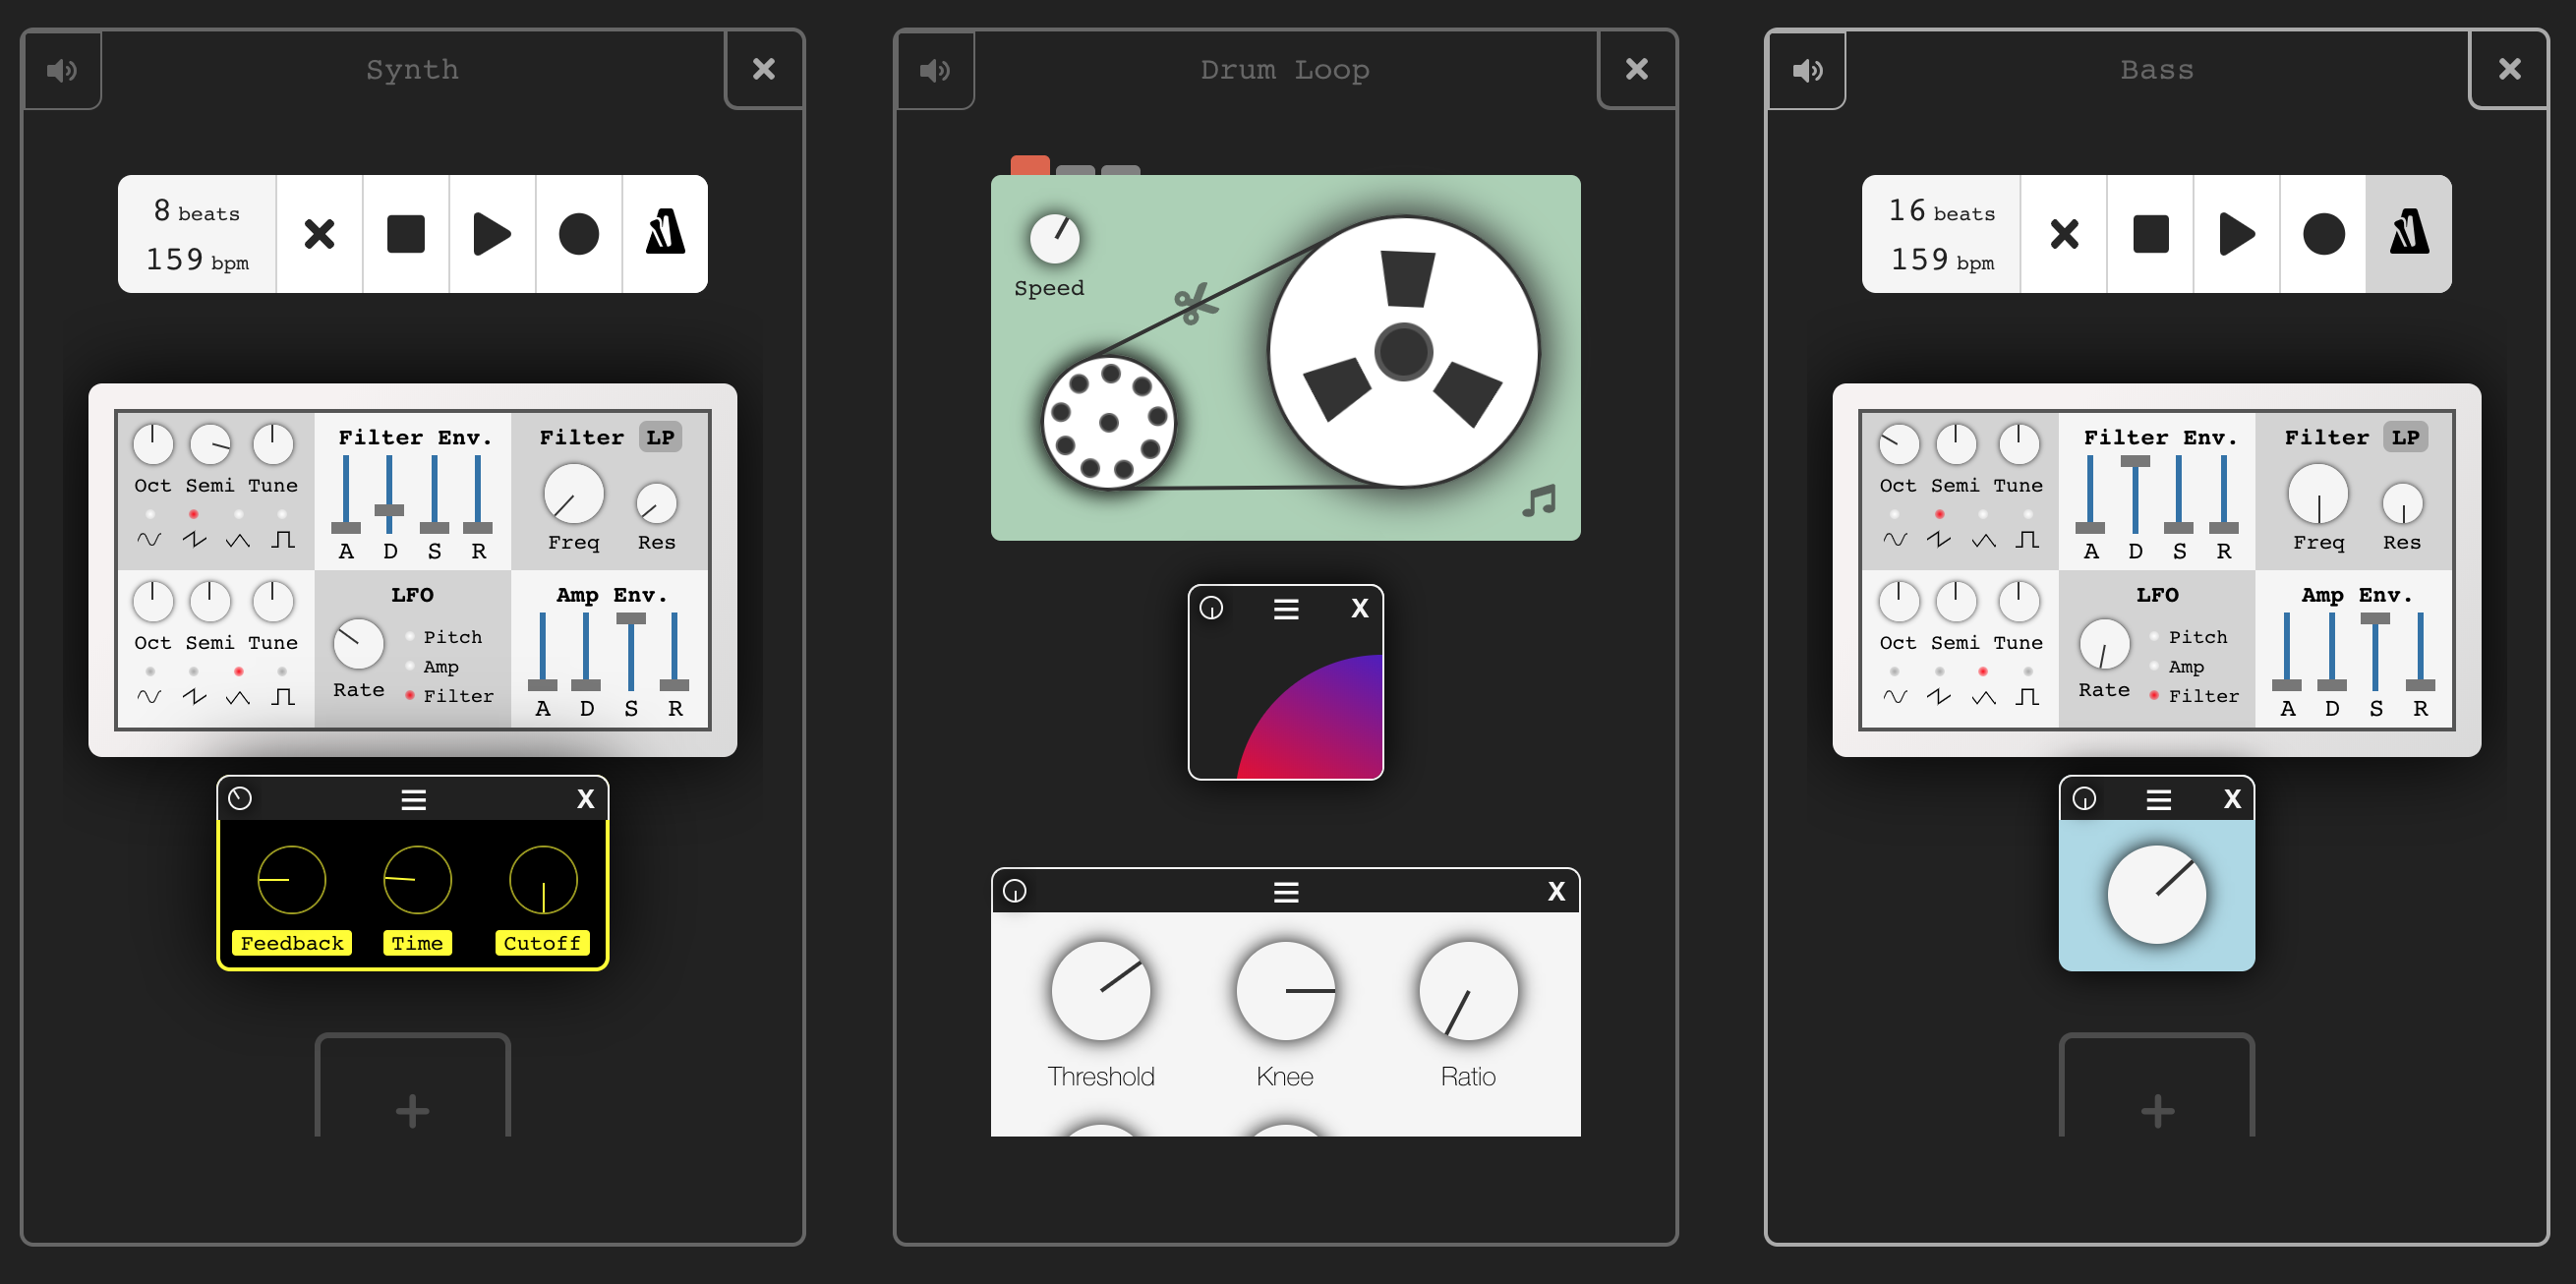 Synth
8 beats
159 bpm
Oct Semi Tune
Filter Env.
A D S R
Filter LP
Freq Res
Oct Semi Tune
LFO
Rate
Pitch
Amp
Filter
Amp Env.
A D S R
X
Feedback Time Cutoff
Drum Loop
Speed
X
X
Threshold Knee Ratio
Bass
16 beats
159 bpm
Oct Semi Tune
Filter Env.
A D S R
Filter LP
Freq Res
Oct Semi Tune
LFO
Rate
Pitch
Amp
Filter
Amp Env.
A D S R
X